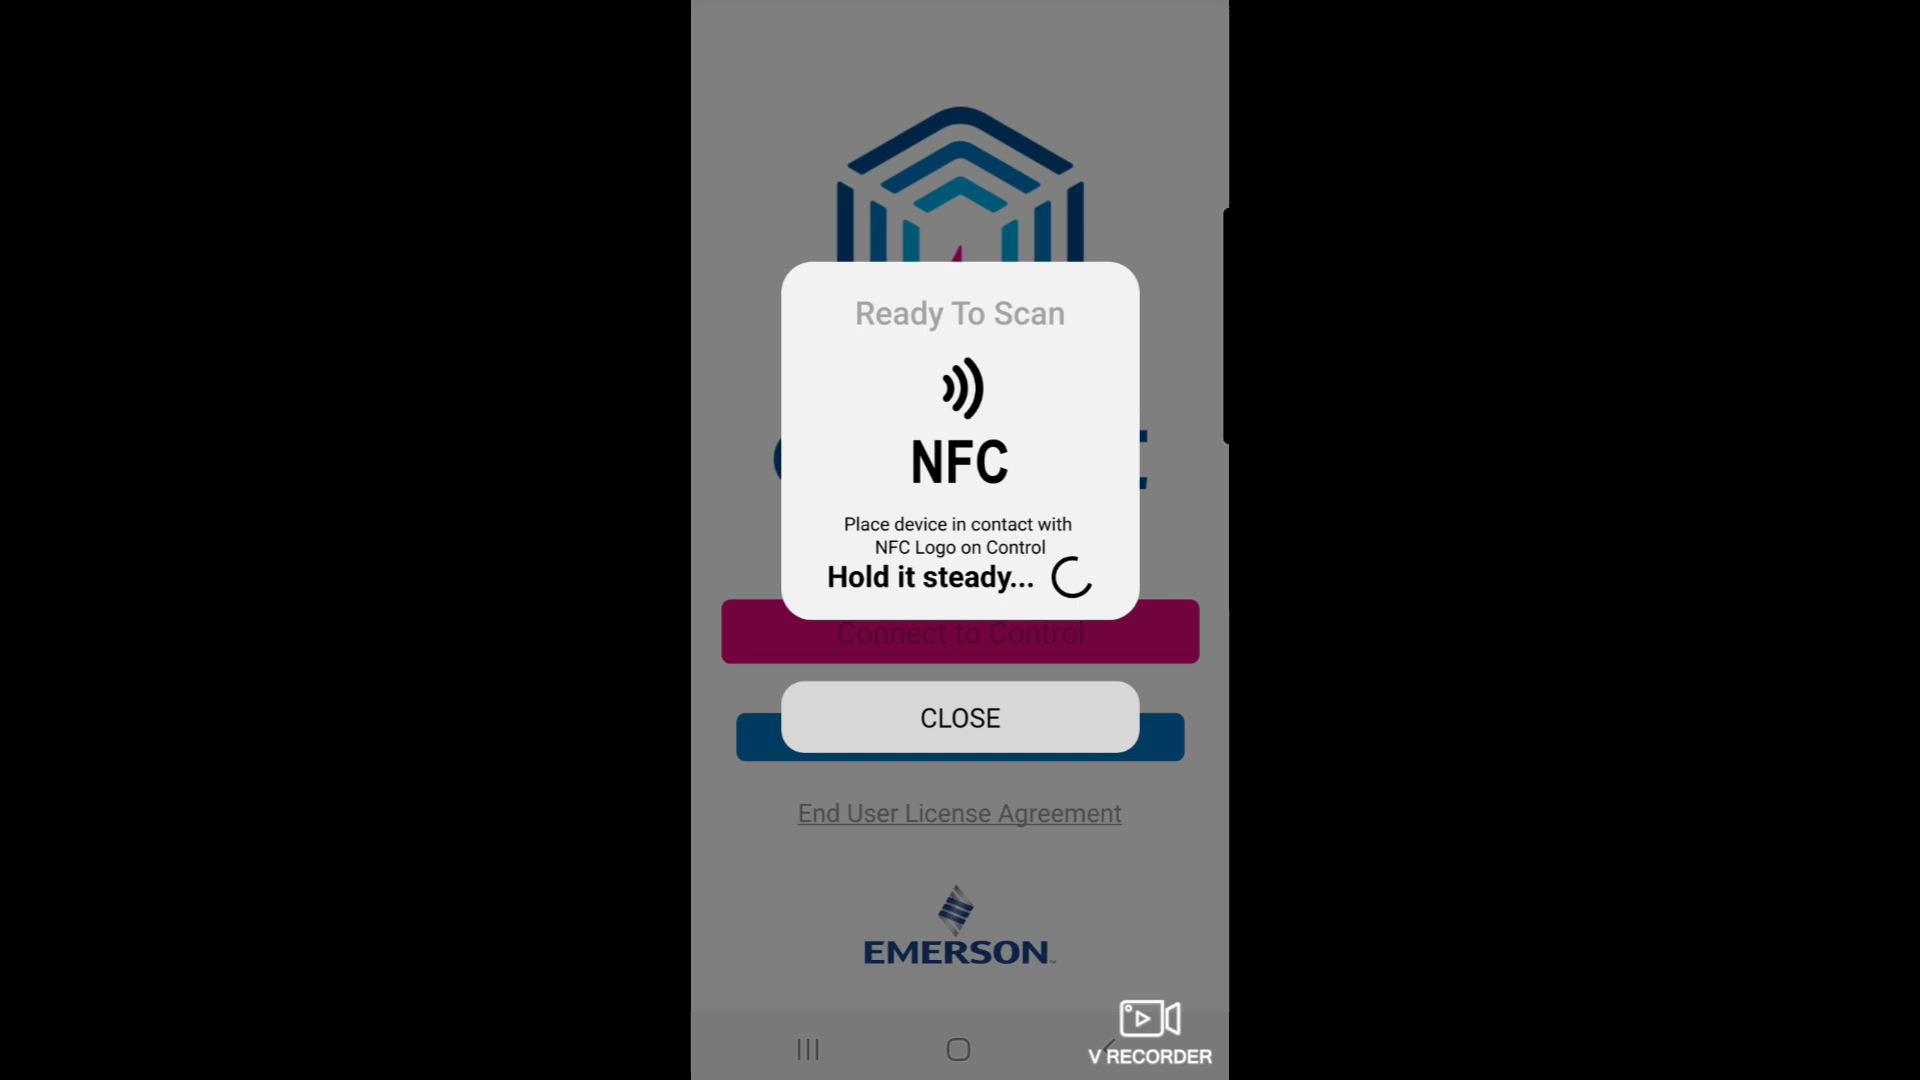 Ready To Scan
NFC
Place device in contact with
NFC Logo on Control
Hold it steady...
Connect to Control
CLOSE
End User License Agreement
EMERSON
V RECORDER